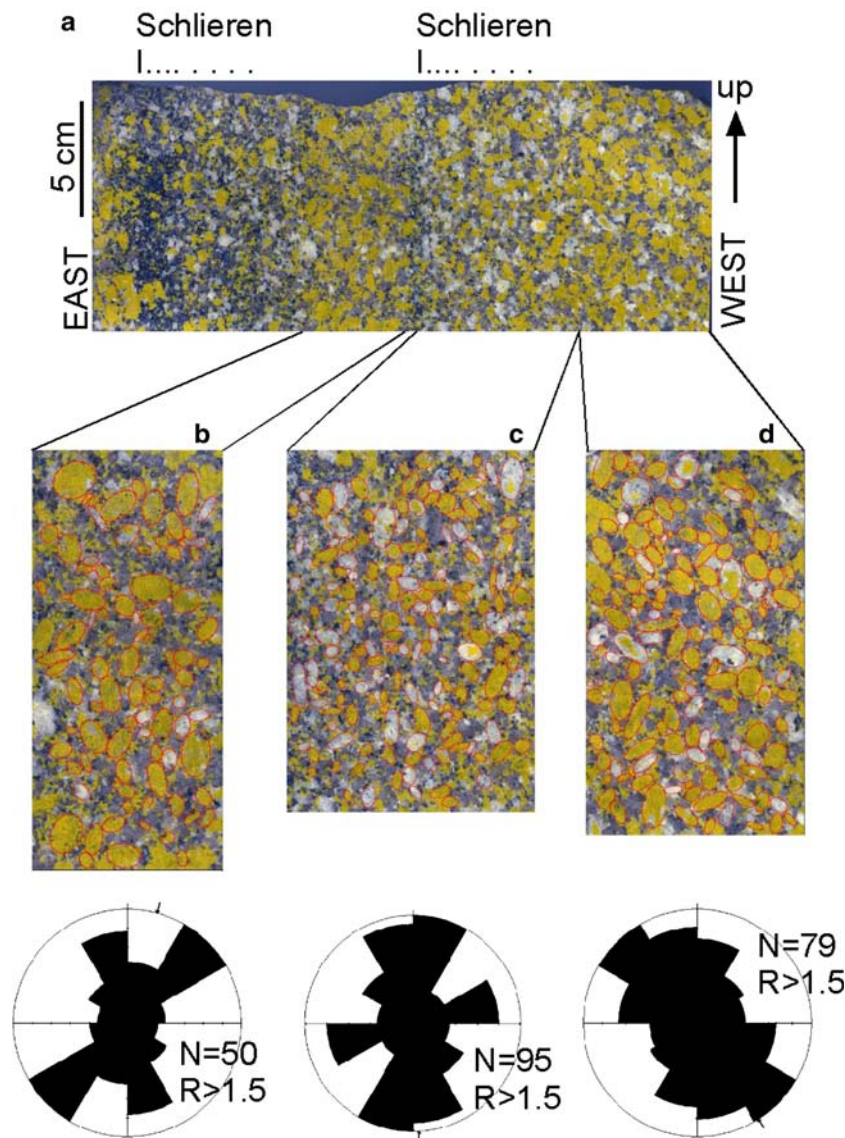 a
Schlieren Schlieren
up
5 cm
EAST
WEST
b c d
N=50
R>1.5
N=95
R>1.5
N=79
R>1.5